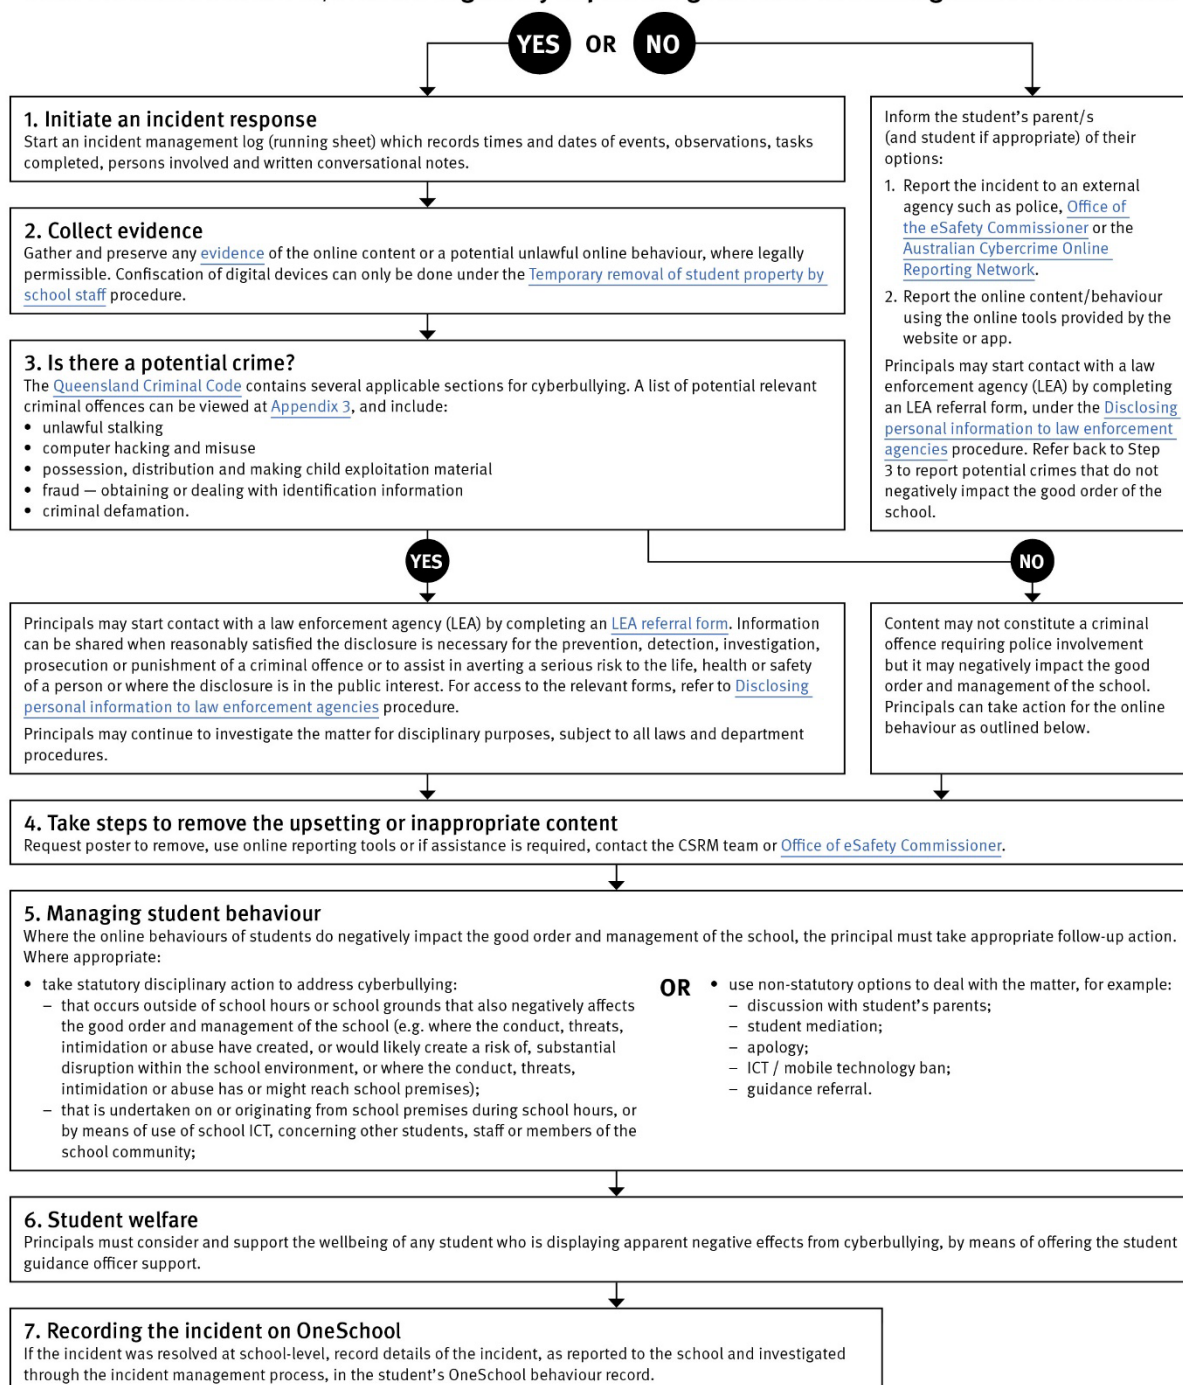 YES OR NO
1. Initiate an incident response
Start an incident management log (running sheet) which records times and dates of events, observations, tasks
completed, persons involved and written conversational notes.
2. Collect evidence
Gather and preserve any evidence of the online content or a potential unlawful online behaviour, where legally
permissible. Confiscation of digital devices can only be done under the Temporary removal of student property by
school staff procedure.
3. Is there a potential crime?
The Queensland Criminal Code contains several applicable sections for cyberbullying. A list of potential relevant
criminal offences can be viewed at Appendix 3, and include:
• unlawful stalking
• computer hacking and misuse
• possession, distribution and making child exploitation material
• fraud — obtaining or dealing with identification information
• criminal defamation.
Inform the student's parent/s
(and student if appropriate) of their
options:
1. Report the incident to an external
agency such as police, Office of
the eSafety Commissioner or the
Australian Cybercrime Online
Reporting Network.
2. Report the online content/behaviour
using the online tools provided by the
website or app.
Principals may start contact with a law
enforcement agency (LEA) by completing
an LEA referral form, under the Disclosing
personal information to law enforcement
agencies procedure. Refer back to Step
3 to report potential crimes that do not
negatively impact the good order of the
school.
YES
NO
Principals may start contact with a law enforcement agency (LEA) by completing an LEA referral form. Information
can be shared when reasonably satisfied the disclosure is necessary for the prevention, detection, investigation,
prosecution or punishment of a criminal offence or to assist in averting a serious risk to the life, health or safety
of a person or where the disclosure is in the public interest. For access to the relevant forms, refer to Disclosing
personal information to law enforcement agencies procedure.
Principals may continue to investigate the matter for disciplinary purposes, subject to all laws and department
procedures.
Content may not constitute a criminal
offence requiring police involvement
but it may negatively impact the good
order and management of the school.
Principals can take action for the online
behaviour as outlined below.
4. Take steps to remove the upsetting or inappropriate content
Request poster to remove, use online reporting tools or if assistance is required, contact the CSRM team or Office of eSafety Commissioner.
5. Managing student behaviour
Where the online behaviours of students do negatively impact the good order and management of the school, the principal must take appropriate follow-up action.
Where appropriate:
• take statutory disciplinary action to address cyberbullying:
– that occurs outside of school hours or school grounds that also negatively affects
the good order and management of the school (e.g. where the conduct, threats,
intimidation or abuse have created, or would likely create a risk of, substantial
disruption within the school environment, or where the conduct, threats,
intimidation or abuse has or might reach school premises);
– that is undertaken on or originating from school premises during school hours, or
by means of use of school ICT, concerning other students, staff or members of the
school community;
OR
• use non-statutory options to deal with the matter, for example:
– discussion with student's parents;
– student mediation;
– apology;
– ICT / mobile technology ban;
– guidance referral.
6. Student welfare
Principals must consider and support the wellbeing of any student who is displaying apparent negative effects from cyberbullying, by means of offering the student
guidance officer support.
7. Recording the incident on OneSchool
If the incident was resolved at school-level, record details of the incident, as reported to the school and investigated
through the incident management process, in the student's OneSchool behaviour record.